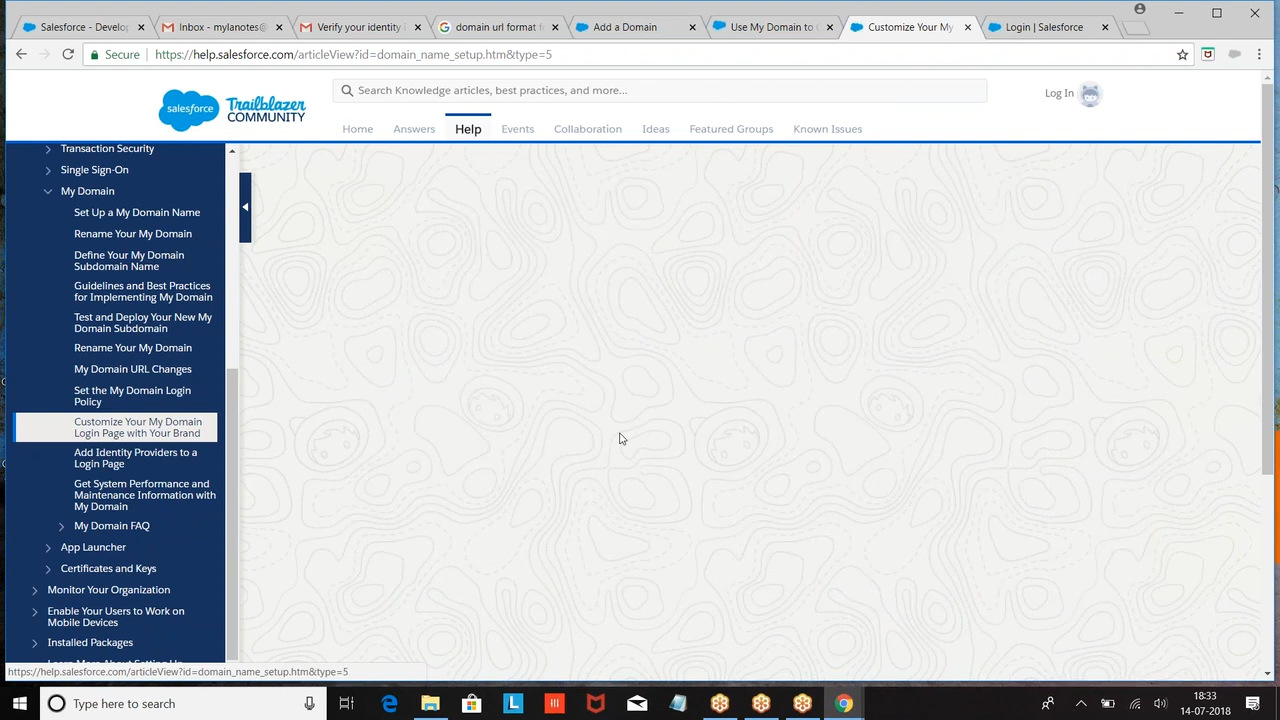 Salesforce - Develop
Inbox - mylanotes@
Verify your identity
domain url format f
Add a Domain
Use My Domain to C
Customize Your My
Login | Salesforce
Secure
https://help.salesforce.com/articleView?id=domain_name_setup.htm&type=5
salesforce
Trailblazer
COMMUNITY
Search Knowledge articles, best practices, and more...
Log In
Home
Answers
Help
Events
Collaboration
Ideas
Featured Groups
Known Issues
Transaction Security
Single Sign-On
My Domain
Set Up a My Domain Name
Rename Your My Domain
Define Your My Domain
Subdomain Name
Guidelines and Best Practices
for Implementing My Domain
Test and Deploy Your New My
Domain Subdomain
Rename Your My Domain
My Domain URL Changes
Set the My Domain Login
Policy
Customize Your My Domain
Login Page with Your Brand
Add Identity Providers to a
Login Page
Get System Performance and
Maintenance Information with
My Domain
My Domain FAQ
App Launcher
Certificates and Keys
Monitor Your Organization
Enable Your Users to Work on
Mobile Devices
Installed Packages
https://help.salesforce.com/articleView?id=domain_name_setup.htm&type=5
Type here to search
18:33
14-07-2018